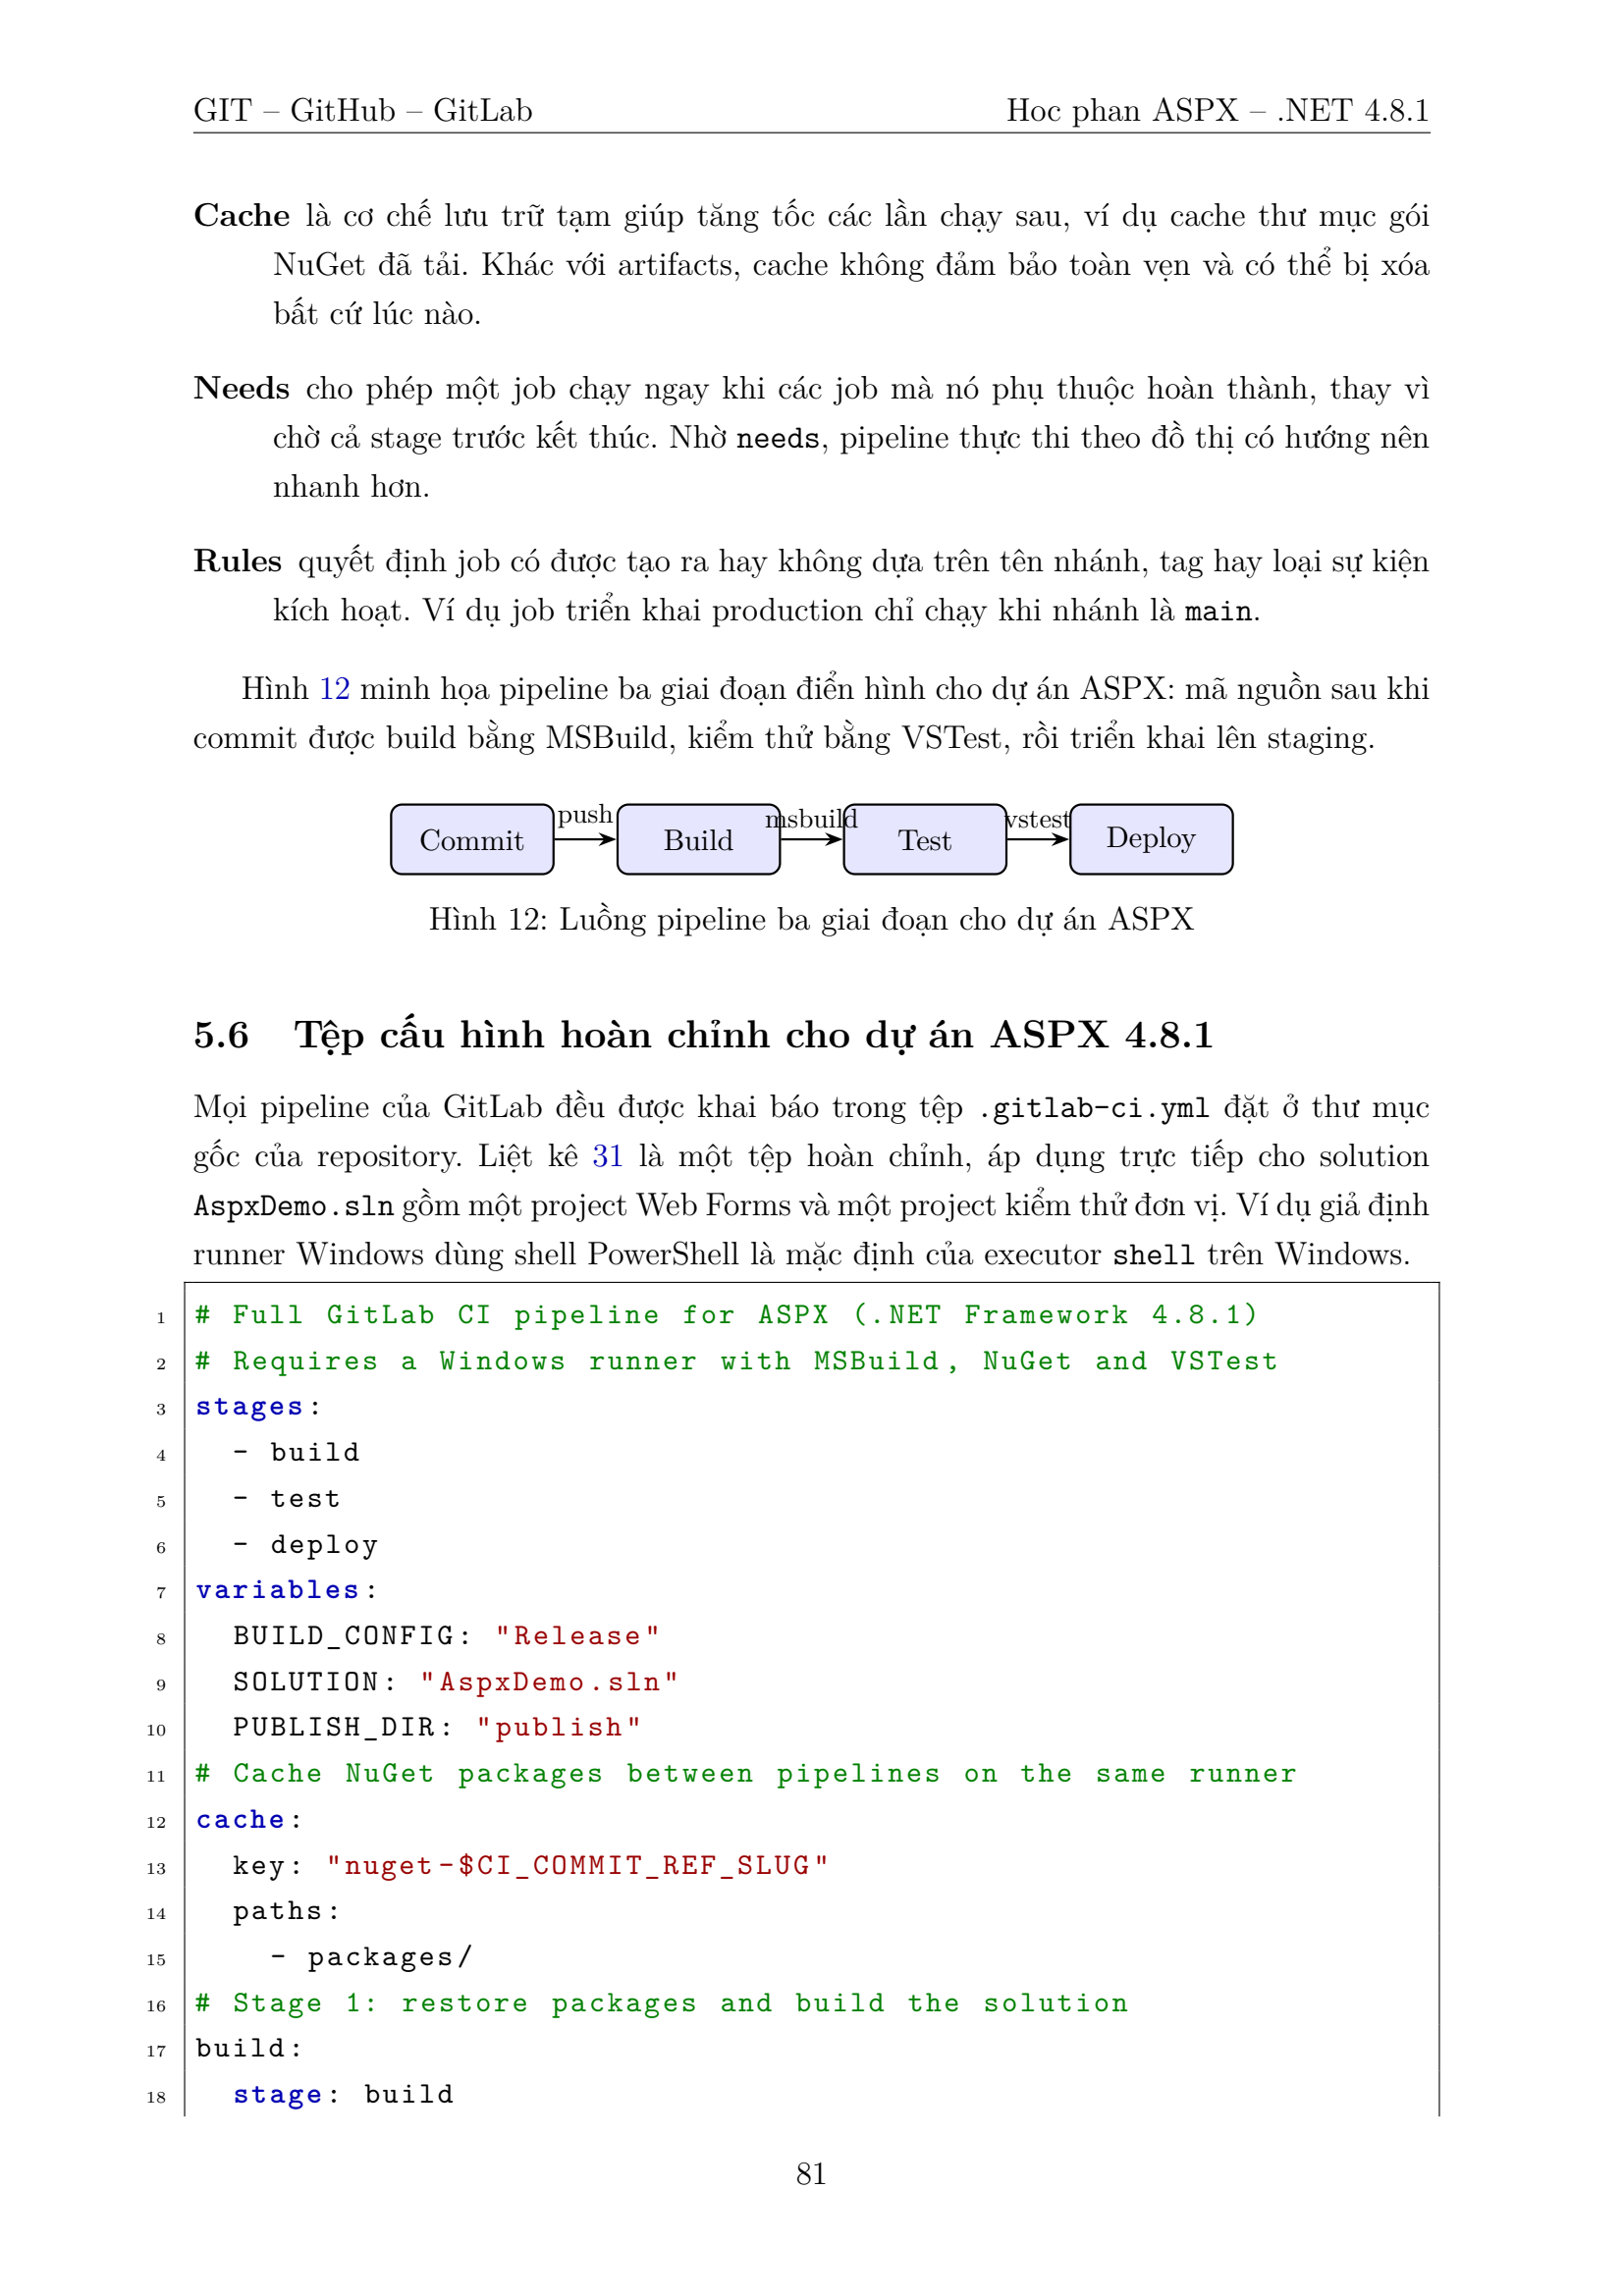 GIT – GitHub – GitLab Hoc phan ASPX – .NET 4.8.1
Cache là cơ chế lưu trữ tạm giúp tăng tốc các lần chạy sau, ví dụ cache thư mục gói
NuGet đã tải. Khác với artifacts, cache không đảm bảo toàn vẹn và có thể bị xóa
bất cứ lúc nào.
Needs cho phép một job chạy ngay khi các job mà nó phụ thuộc hoàn thành, thay vì
chờ cả stage trước kết thúc. Nhờ needs, pipeline thực thi theo đồ thị có hướng nên
nhanh hơn.
Rules quyết định job có được tạo ra hay không dựa trên tên nhánh, tag hay loại sự kiện
kích hoạt. Ví dụ job triển khai production chỉ chạy khi nhánh là main.
Hình 12 minh họa pipeline ba giai đoạn điển hình cho dự án ASPX: mã nguồn sau khi
commit được build bằng MSBuild, kiểm thử bằng VSTest, rồi triển khai lên staging.
Commit push Build msbuild Test vstest Deploy
Hình 12: Luồng pipeline ba giai đoạn cho dự án ASPX
5.6 Tệp cấu hình hoàn chỉnh cho dự án ASPX 4.8.1
Mọi pipeline của GitLab đều được khai báo trong tệp .gitlab-ci.yml đặt ở thư mục
gốc của repository. Liệt kê 31 là một tệp hoàn chỉnh, áp dụng trực tiếp cho solution
AspxDemo.sln gồm một project Web Forms và một project kiểm thử đơn vị. Ví dụ giả định
runner Windows dùng shell PowerShell là mặc định của executor shell trên Windows.
1 # Full GitLab CI pipeline for ASPX (.NET Framework 4.8.1)
2 # Requires a Windows runner with MSBuild, NuGet and VSTest
3 stages:
4   - build
5   - test
6   - deploy
7 variables:
8   BUILD_CONFIG: "Release"
9   SOLUTION: "AspxDemo.sln"
10   PUBLISH_DIR: "publish"
11 # Cache NuGet packages between pipelines on the same runner
12 cache:
13   key: "nuget-$CI_COMMIT_REF_SLUG"
14   paths:
15     - packages/
16 # Stage 1: restore packages and build the solution
17 build:
18   stage: build
81